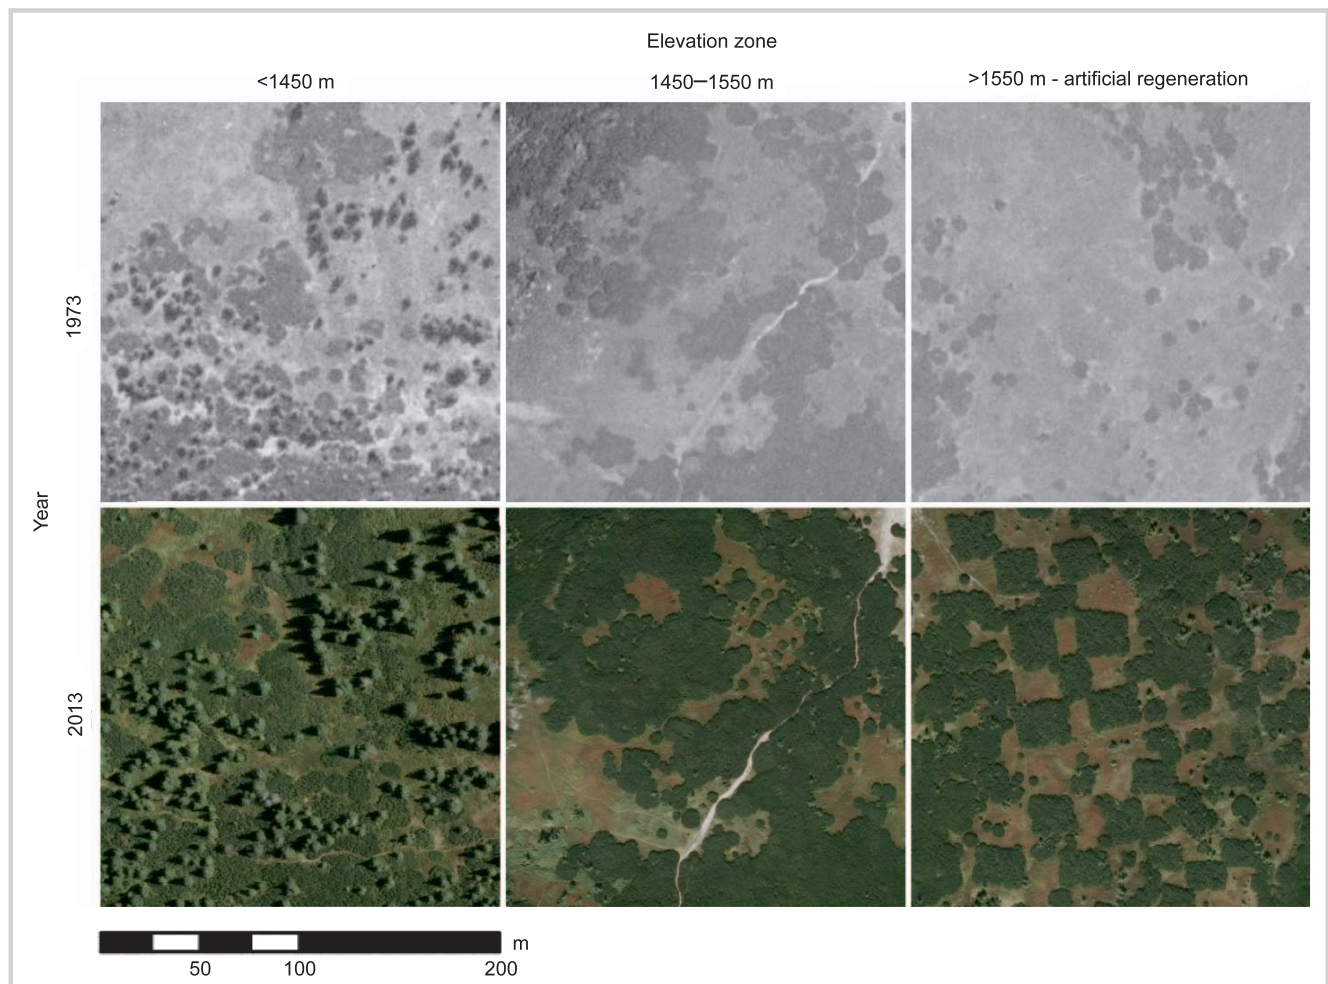 Elevation zone
<1450 m
1450–1550 m
>1550 m - artificial regeneration
Year
1973
2013
m
50
100
200